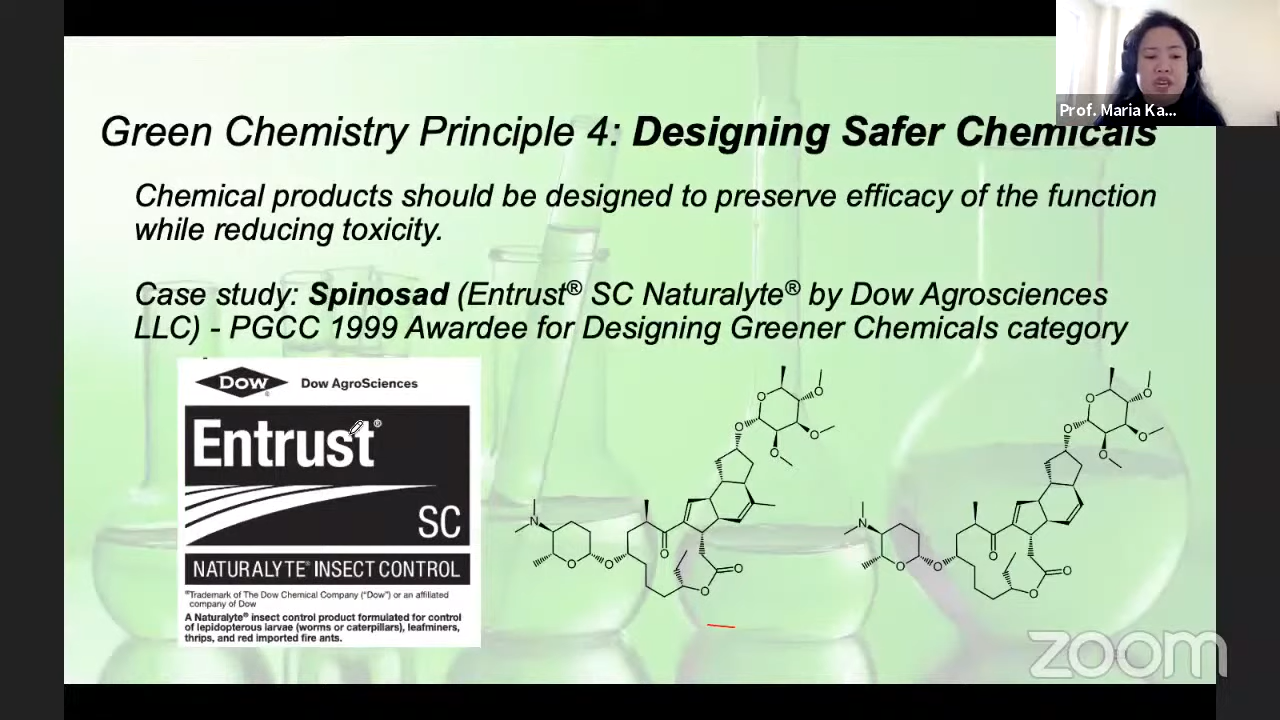 Prof. Maria Ka...
Green Chemistry Principle 4: Designing Safer Chemicals
Chemical products should be designed to preserve efficacy of the function
while reducing toxicity.
Case study: Spinosad (Entrust® SC Naturalyte® by Dow Agrosciences
LLC) - PGCC 1999 Awardee for Designing Greener Chemicals category
Dow ® Dow AgroSciences
Entrust®
SC
NATURALYTE® INSECT CONTROL
®Trademark of The Dow Chemical Company ("Dow") or an affiliated
company of Dow
A Naturalyte® insect control product formulated for control
of lepidopterous larvae (worms or caterpillars), leafminers,
thrips, and red imported fire ants.
O
O
O
O
O
N
O
O
O
O
O
O
O
O
O
O
N
O
O
O
O
O
zoom